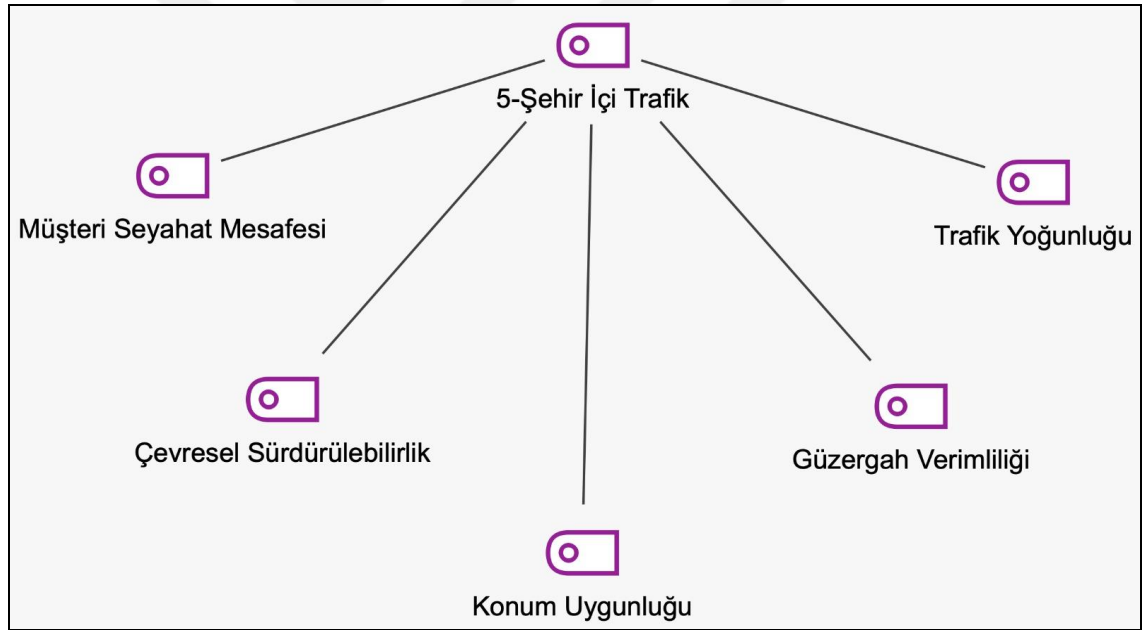 5-Şehir İçi Trafik
Müşteri Seyahat Mesafesi
Trafik Yoğunluğu
Çevresel Sürdürülebilirlik
Güzergah Verimliliği
Konum Uygunluğu